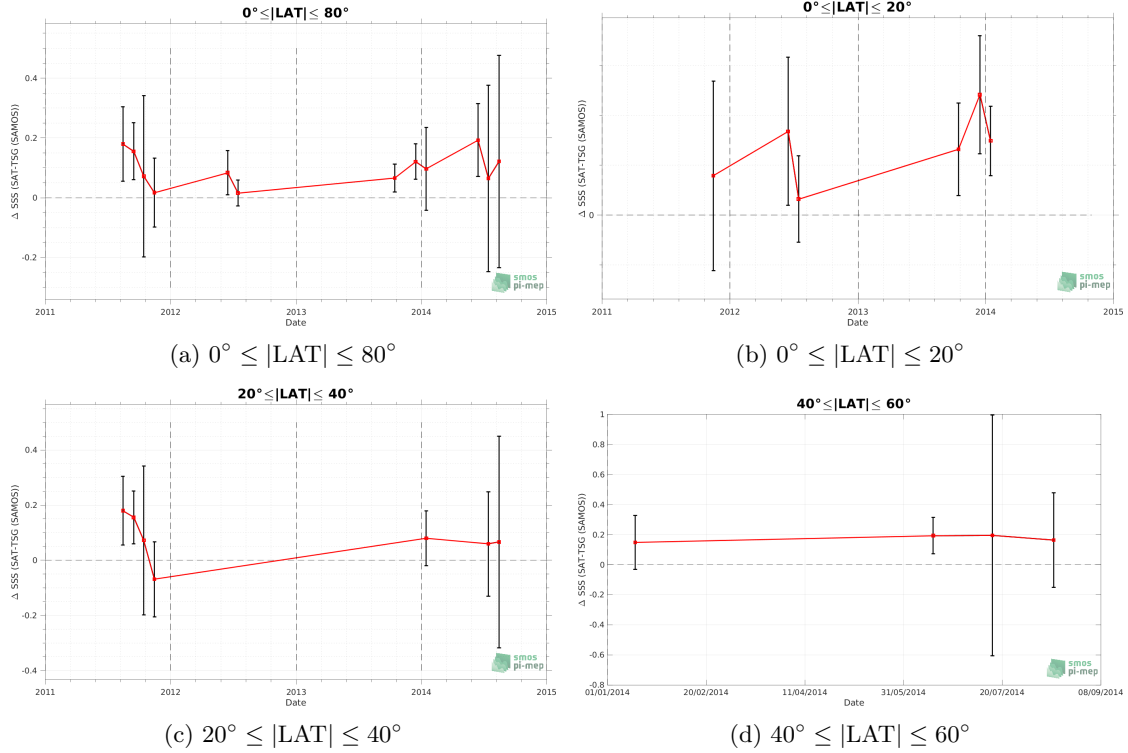 0°≤|LAT|≤ 80°
Δ SSS (SAT-TSG (SAMOS))
0.4
0.2
0
-0.2
2011
2012
2013
2014
2015
Date
smos
pi-mep
(a) 0° ≤ |LAT| ≤ 80°
0°≤|LAT|≤ 20°
Δ SSS (SAT-TSG (SAMOS))
0
2011
2012
2013
2014
2015
Date
smos
pi-mep
(b) 0° ≤ |LAT| ≤ 20°
20°≤|LAT|≤ 40°
Δ SSS (SAT-TSG (SAMOS))
0.4
0.2
0
-0.2
-0.4
2011
2012
2013
2014
2015
Date
smos
pi-mep
(c) 20° ≤ |LAT| ≤ 40°
40°≤|LAT|≤ 60°
Δ SSS (SAT-TSG (SAMOS))
1
0.8
0.6
0.4
0.2
0
-0.2
-0.4
-0.6
-0.8
01/01/2014
20/02/2014
11/04/2014
31/05/2014
20/07/2014
08/09/2014
Date
smos
pi-mep
(d) 40° ≤ |LAT| ≤ 60°